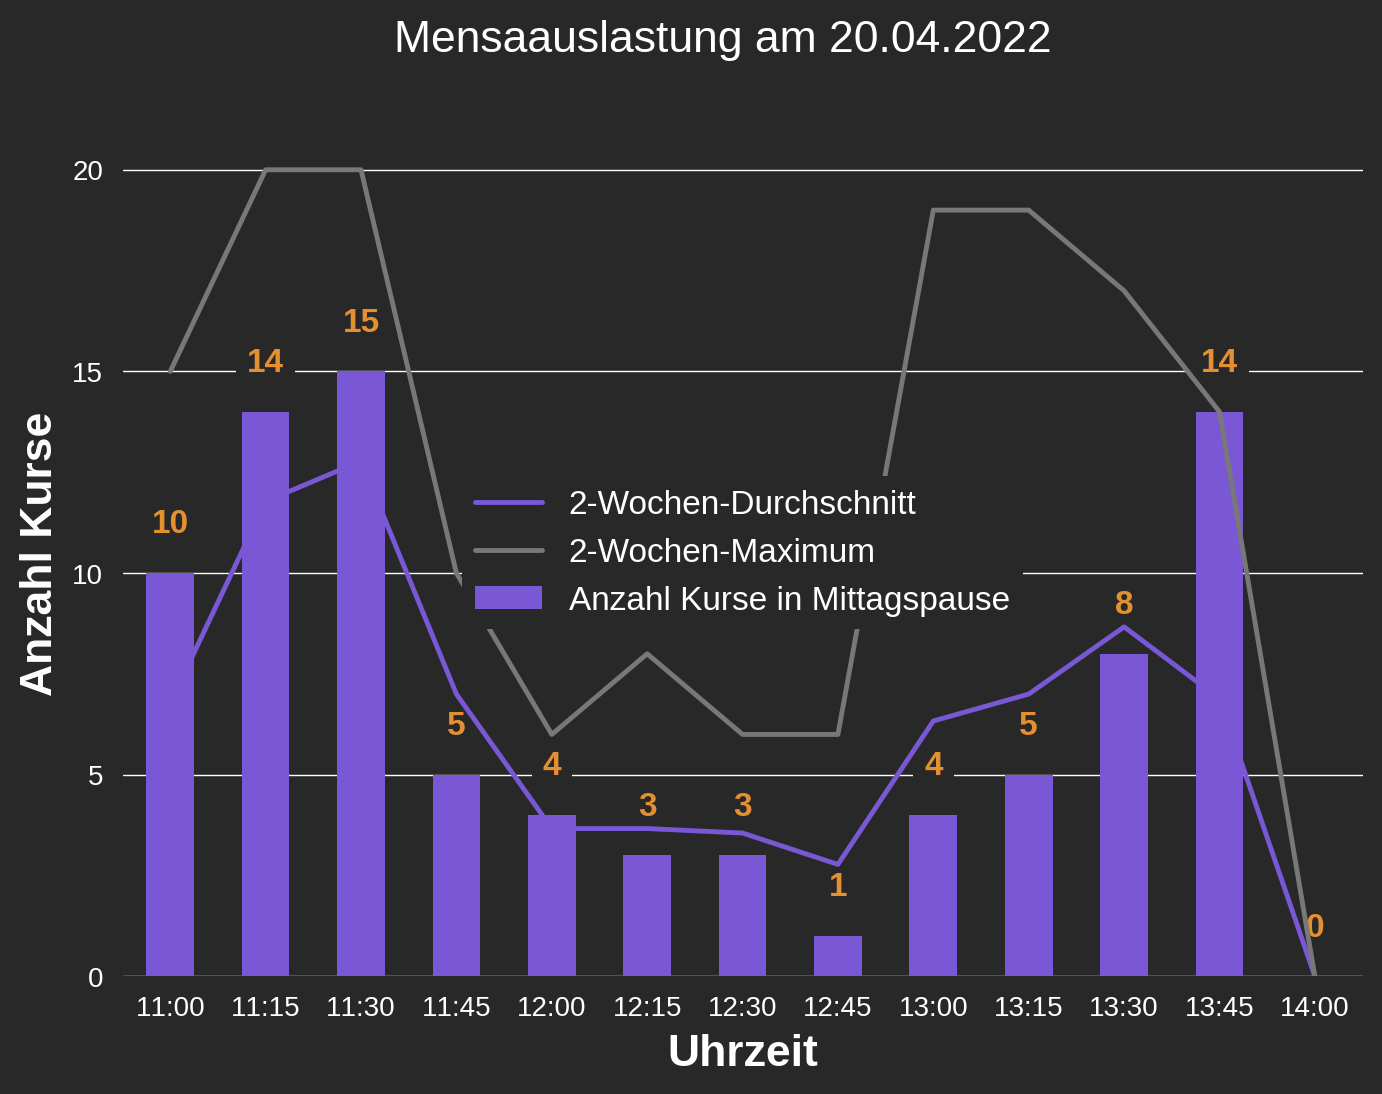 Mensaauslastung am 20.04.2022
Anzahl Kurse
20
15
10
5
0
10
14
15
5
4
3
3
1
4
5
8
14
0
2-Wochen-Durchschnitt
2-Wochen-Maximum
Anzahl Kurse in Mittagspause
11:00 11:15 11:30 11:45 12:00 12:15 12:30 12:45 13:00 13:15 13:30 13:45 14:00
Uhrzeit